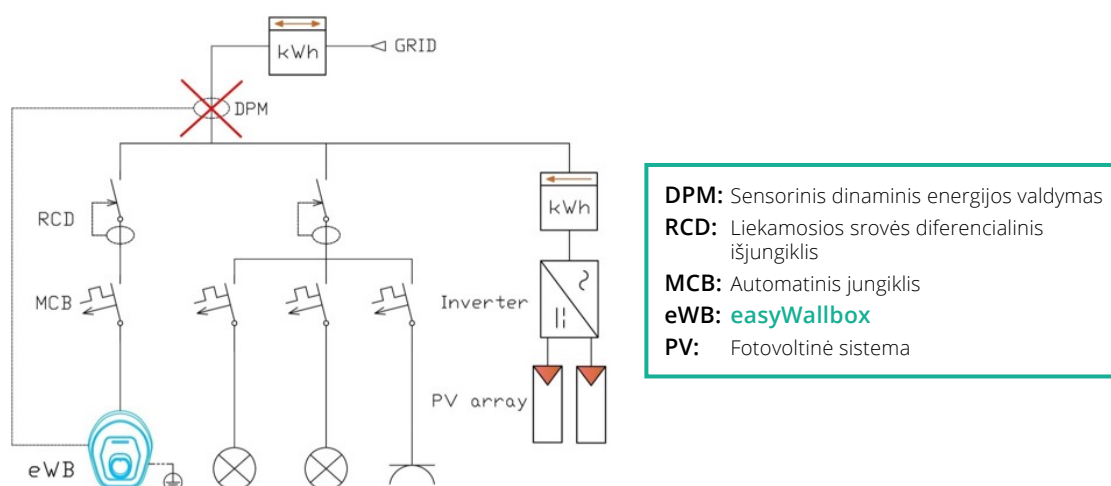 kWh
GRID
DPM
RCD
kWh
MCB
Inverter
PV array
eWB
DPM: Sensorinis dinaminis energijos valdymas
RCD: Liekamosios srovės diferencialinis
išjungiklis
MCB: Automatinis jungiklis
eWB: easyWallbox
PV: Fotovoltinė sistema